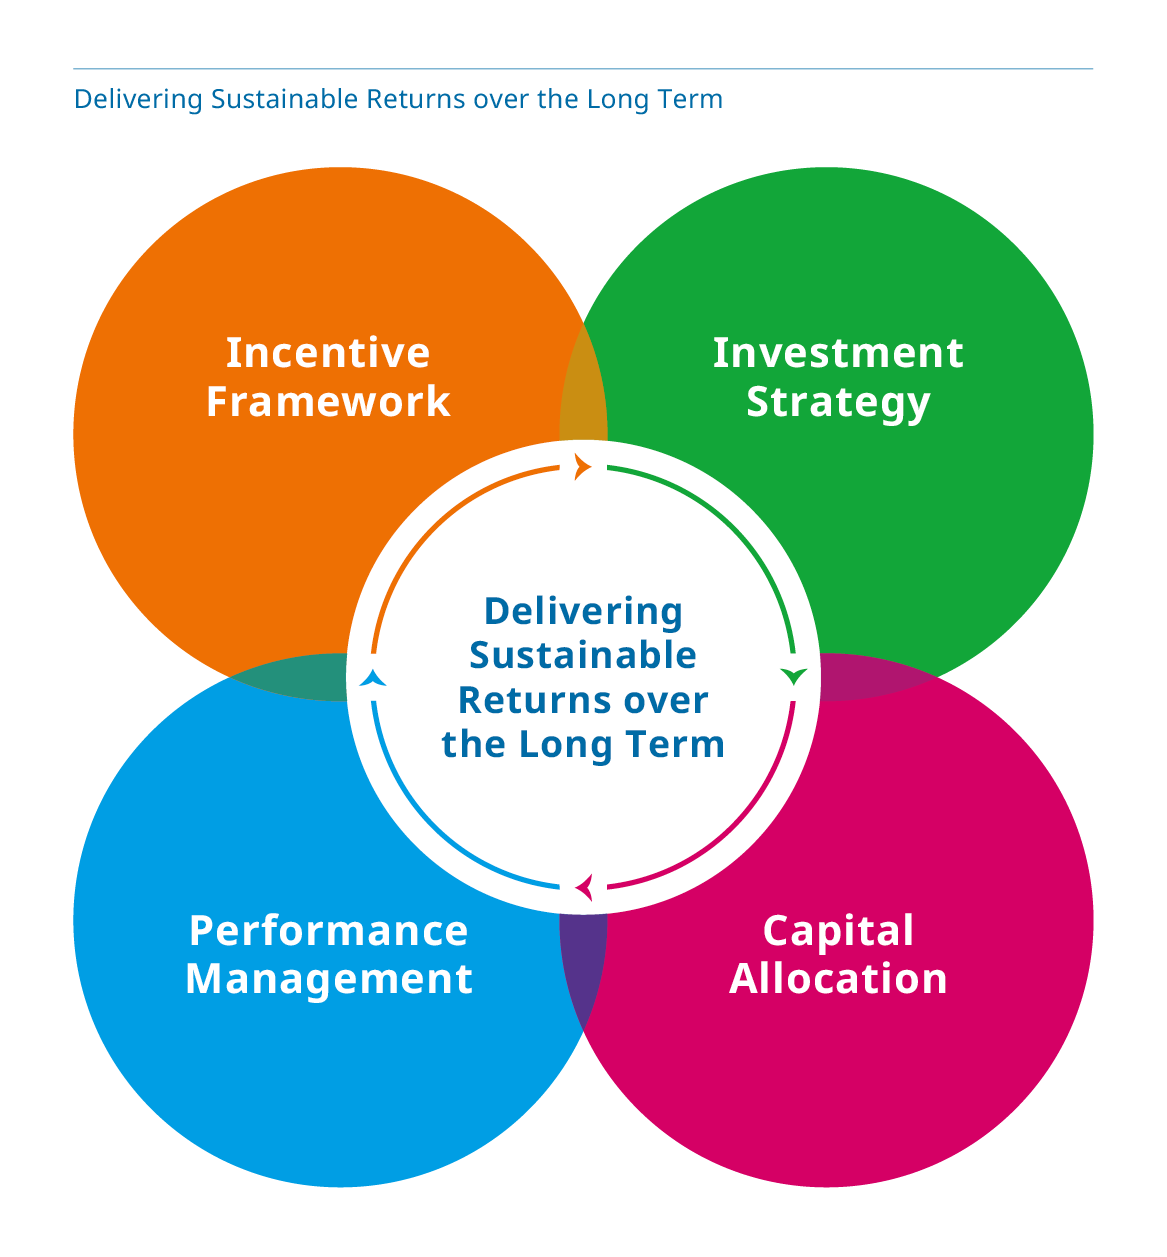 Delivering Sustainable Returns over the Long Term
Incentive
Framework
Investment
Strategy
Delivering
Sustainable
Returns over
the Long Term
Performance
Management
Capital
Allocation